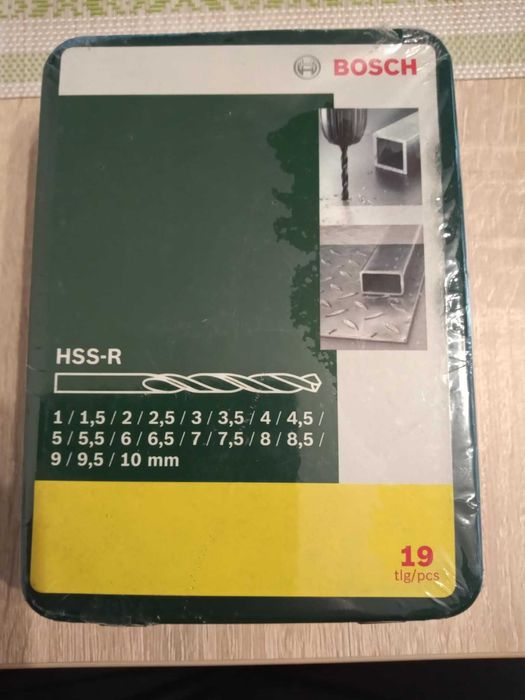 BOSCH
HSS-R
1 / 1,5 / 2 / 2,5 / 3 / 3,5 / 4 / 4,5 /
5 / 5,5 / 6 / 6,5 / 7 / 7,5 / 8 / 8,5 /
9 / 9,5 / 10 mm
19
tlg/pcs